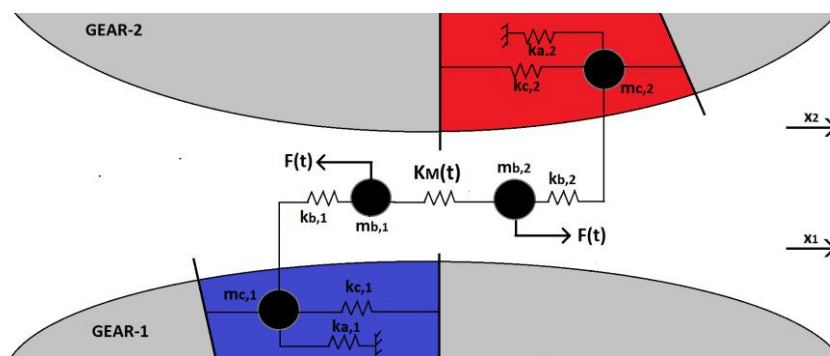 GEAR-2
ka,2
kc,2
mc,2
x2
F(t)
KM(t)
mb,2
kb,2
kb,1
mb,1
F(t)
x1
mc,1
kc,1
ka,1
GEAR-1